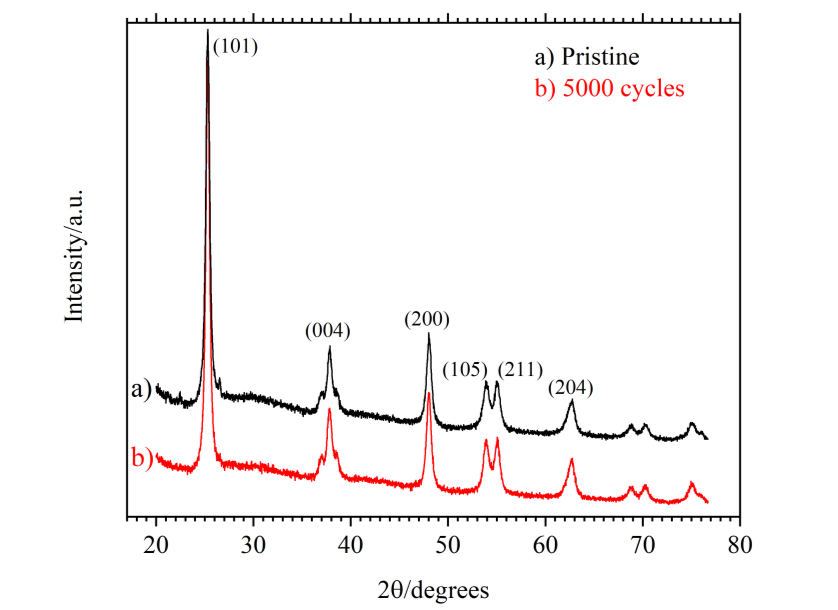 (101)
a) Pristine
b) 5000 cycles
Intensity/a.u.
(004)
(200)
(105)
(211)
(204)
a)
b)
20 30 40 50 60 70 80
2θ/degrees